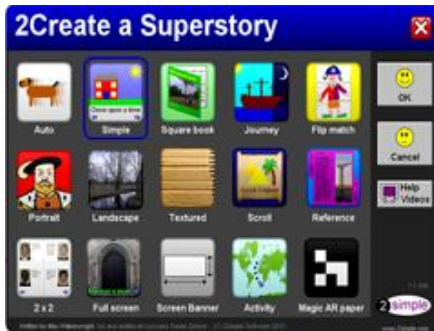 2Create a Superstory
Auto
Simple
Square book
Journey
Flip match
OK
Cancel
Portrait
Landscape
Textured
Scroll
Reference
Help
Videos
2 x 2
Full screen
Screen Banner
Activity
Magic AR paper
2simple